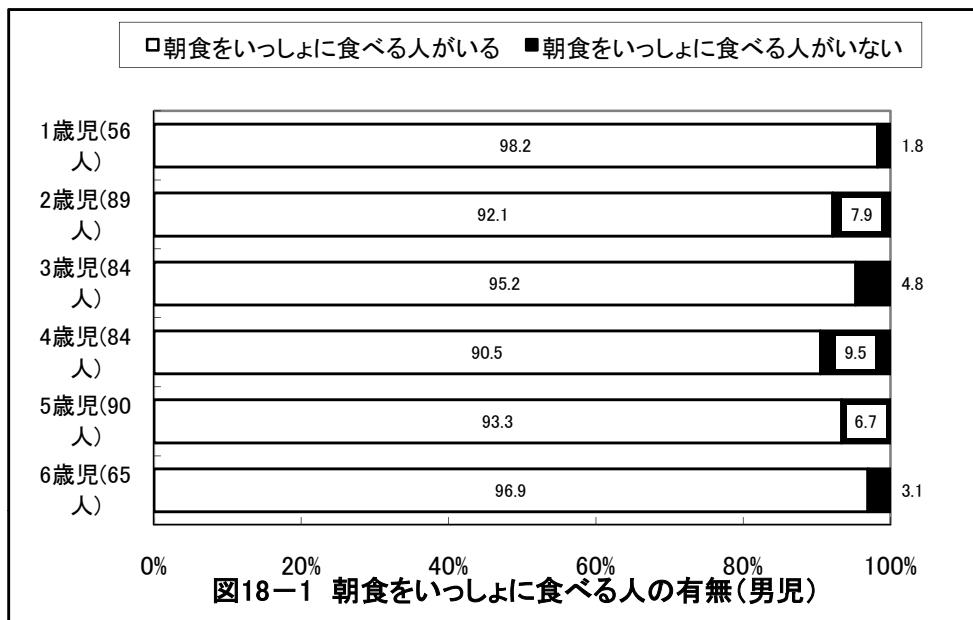 □朝食をいっしょに食べる人がいる ■朝食をいっしょに食べる人がいない
1歳児(56
人)
98.2
1.8
2歳児(89
人)
92.1
7.9
3歳児(84
人)
95.2
4.8
4歳児(84
人)
90.5
9.5
5歳児(90
人)
93.3
6.7
6歳児(65
人)
96.9
3.1
0% 20% 40% 60% 80% 100%
図18－1 朝食をいっしょに食べる人の有無(男児)